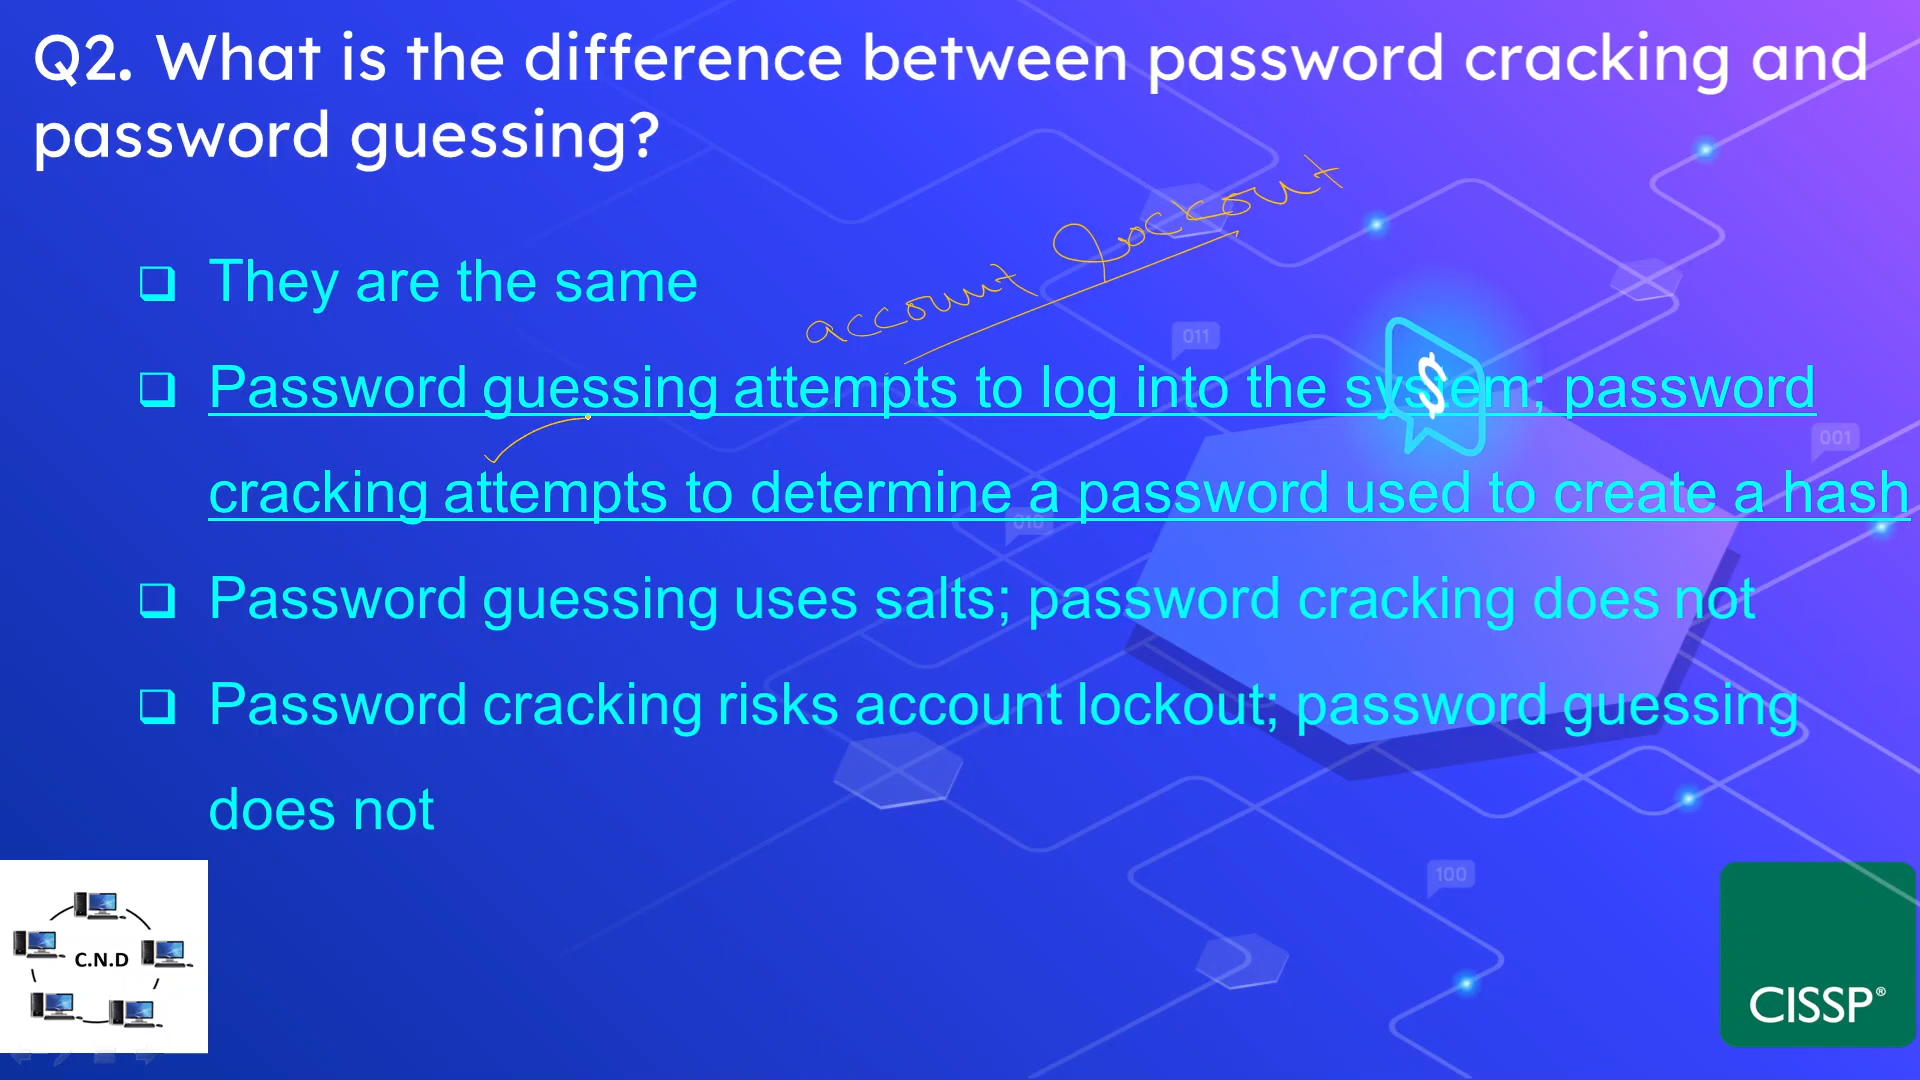 Q2. What is the difference between password cracking and
password guessing?
account lockout
They are the same
Password guessing attempts to log into the system; password
cracking attempts to determine a password used to create a hash
Password guessing uses salts; password cracking does not
Password cracking risks account lockout; password guessing
does not
$
011
001
010
100
C.N.D
CISSP®